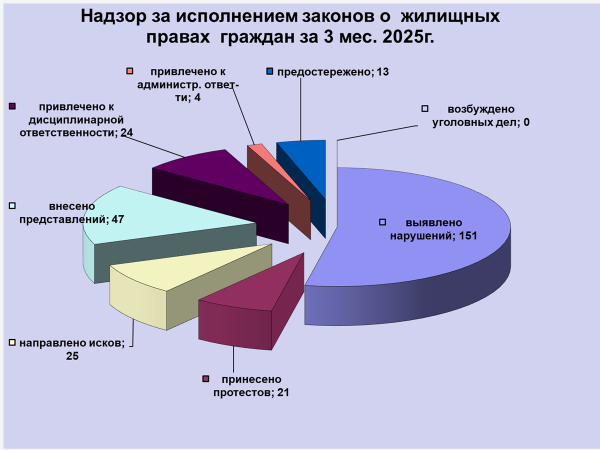 Надзор за исполнением законов о жилищных
правах граждан за 3 мес. 2025г.
привлечено к
администр. ответ-
ти; 4
предостережено; 13
возбуждено
уголовных дел; 0
привлечено к
дисциплинарной
ответственности; 24
внесено
представлений; 47
выявлено
нарушений; 151
направлено исков;
25
принесено
протестов; 21